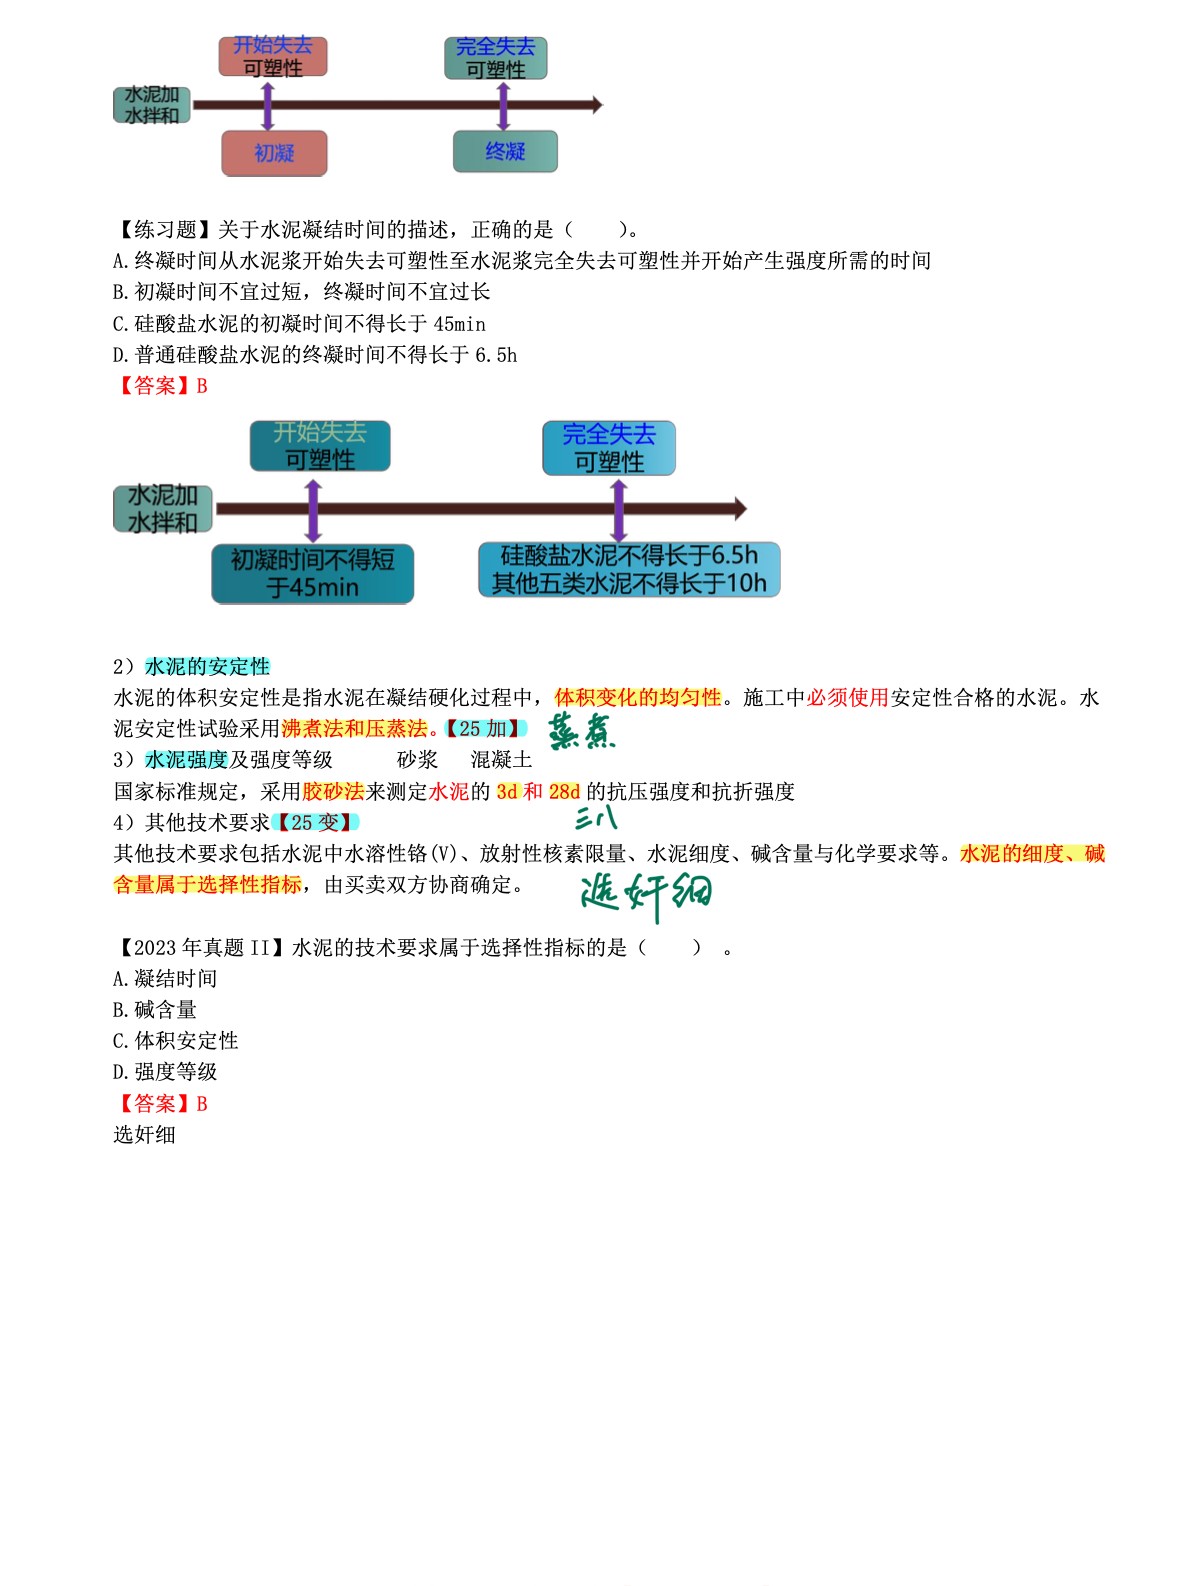 开始失去
可塑性
完全失去
可塑性
水泥加
水拌和
初凝
终凝
【练习题】关于水泥凝结时间的描述，正确的是（　　）。
A.终凝时间从水泥浆开始失去可塑性至水泥浆完全失去可塑性并开始产生强度所需的时间
B.初凝时间不宜过短，终凝时间不宜过长
C.硅酸盐水泥的初凝时间不得长于 45min
D.普通硅酸盐水泥的终凝时间不得长于 6.5h
【答案】B
开始失去
可塑性
完全失去
可塑性
水泥加
水拌和
初凝时间不得短
于45min
硅酸盐水泥不得长于6.5h
其他五类水泥不得长于10h
2）水泥的安定性
水泥的体积安定性是指水泥在凝结硬化过程中，体积变化的均匀性。施工中必须使用安定性合格的水泥。水
泥安定性试验采用沸煮法和压蒸法。【25 加】 蒸煮
3）水泥强度及强度等级　　　砂浆　混凝土
国家标准规定，采用胶砂法来测定水泥的 3d 和 28d 的抗压强度和抗折强度
三八
4）其他技术要求【25 变】
其他技术要求包括水泥中水溶性铬(V)、放射性核素限量、水泥细度、碱含量与化学要求等。水泥的细度、碱
含量属于选择性指标，由买卖双方协商确定。
选奸细
【2023 年真题 II】水泥的技术要求属于选择性指标的是（　　） 。
A.凝结时间
B.碱含量
C.体积安定性
D.强度等级
【答案】B
选奸细